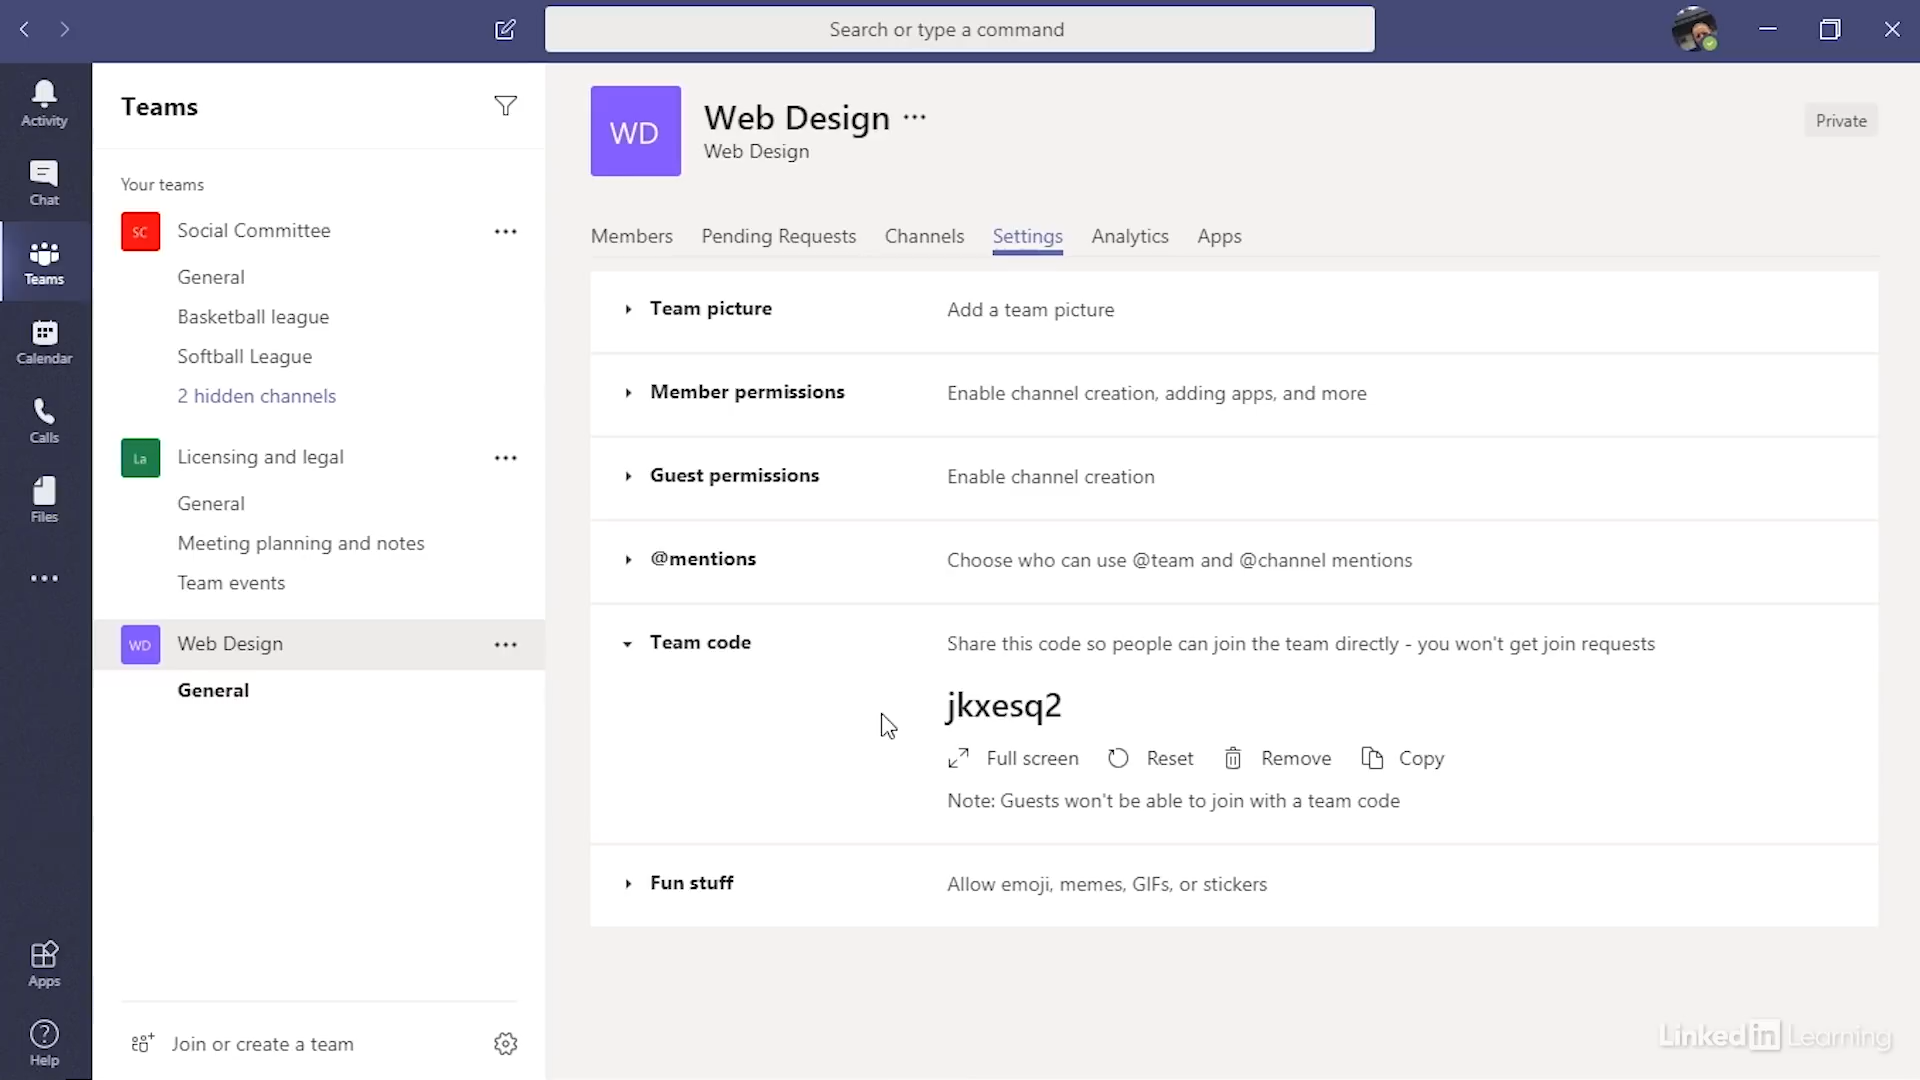 Search or type a command
Activity
Chat
Teams
Calendar
Calls
Files
Apps
Help
Teams
Your teams
SC Social Committee
General
Basketball league
Softball League
2 hidden channels
La Licensing and legal
General
Meeting planning and notes
Team events
WD Web Design
General
Join or create a team
WD
Web Design
Web Design
Private
Members Pending Requests Channels Settings Analytics Apps
Team picture Add a team picture
Member permissions Enable channel creation, adding apps, and more
Guest permissions Enable channel creation
@mentions Choose who can use @team and @channel mentions
Team code Share this code so people can join the team directly - you won't get join requests
jkxesq2
Full screen Reset Remove Copy
Note: Guests won't be able to join with a team code
Fun stuff Allow emoji, memes, GIFs, or stickers
Linked in Learning